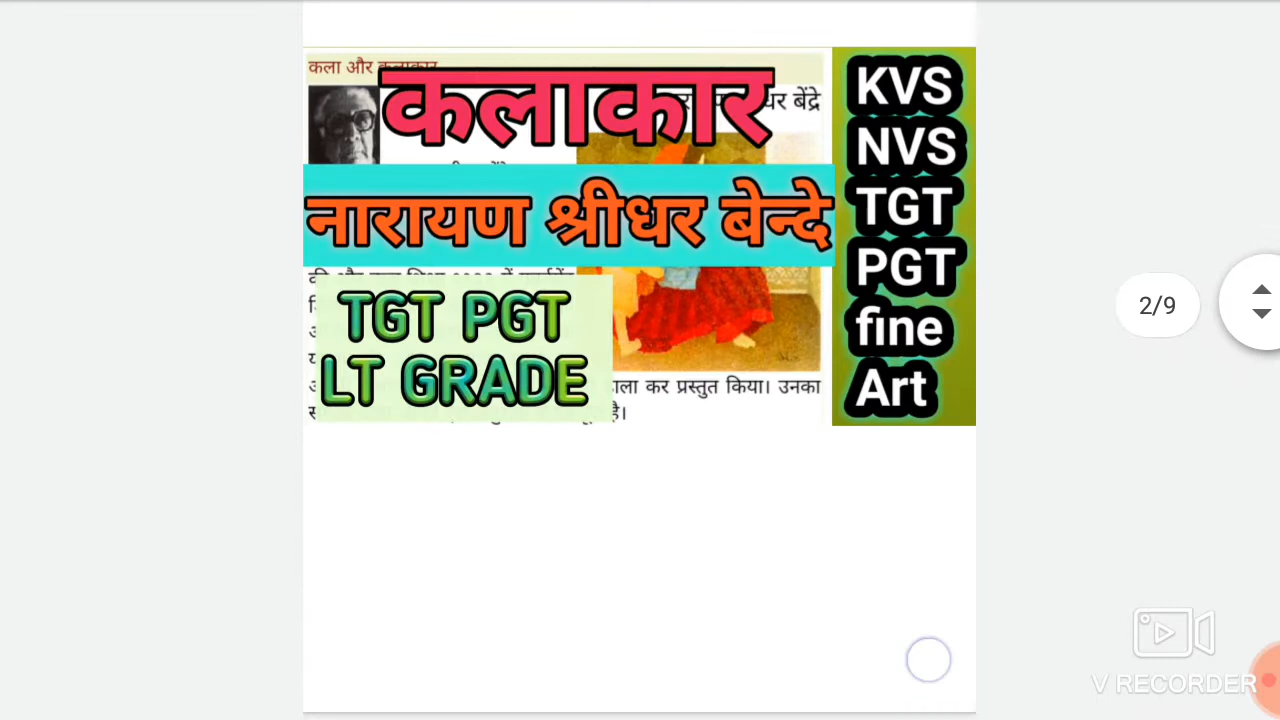 कला और कलाकार
कलाकार
बेंद्रे
नारायण श्रीधर बेन्दे
TGT PGT
LT GRADE
कर प्रस्तुत किया। उनका
है।
KVS
NVS
TGT
PGT
fine
Art
2/9
V RECORDER